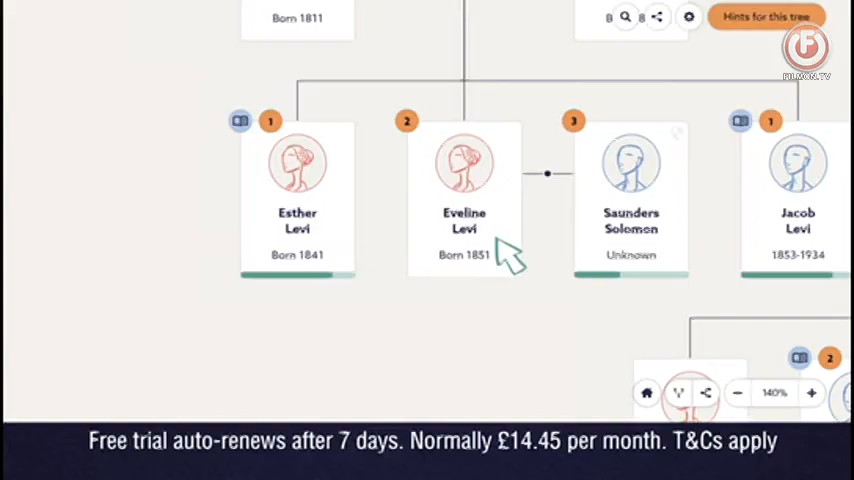 Born 1811
Hints for this tree
FILMON.TV
1
2
3
1
Esther
Levi
Born 1841
Eveline
Levi
Born 1851
Saunders
Solomon
Unknown
Jacob
Levi
1853-1934
2
140%
Free trial auto-renews after 7 days. Normally £14.45 per month. T&Cs apply